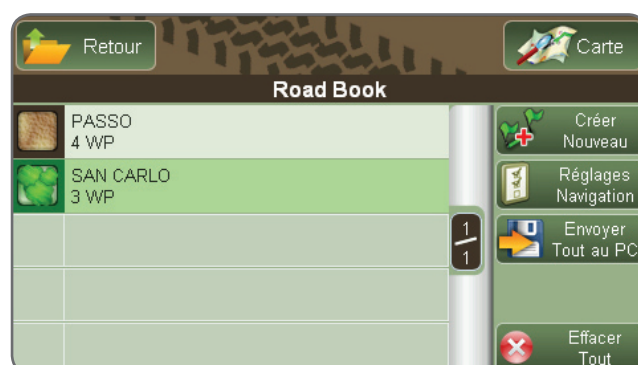 Retour
Carte
Road Book
PASSO
4 WP
SAN CARLO
3 WP
1
1
Créer
Nouveau
Réglages
Navigation
Envoyer
Tout au PC
Effacer
Tout